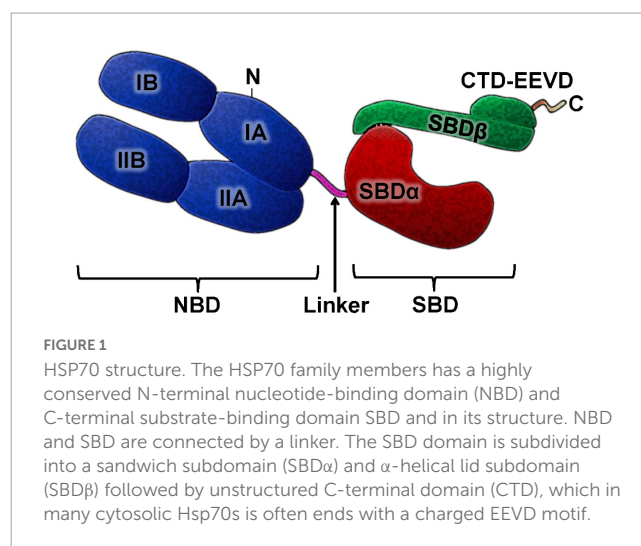 IB
N
IA
CTD-EEVD
C
SBDβ
IIB
IIA
SBDα
NBD
Linker
SBD
FIGURE 1
HSP70 structure. The HSP70 family members has a highly
conserved N-terminal nucleotide-binding domain (NBD) and
C-terminal substrate-binding domain SBD and in its structure. NBD
and SBD are connected by a linker. The SBD domain is subdivided
into a sandwich subdomain (SBDα) and α-helical lid subdomain
(SBDβ) followed by unstructured C-terminal domain (CTD), which in
many cytosolic Hsp70s is often ends with a charged EEVD motif.